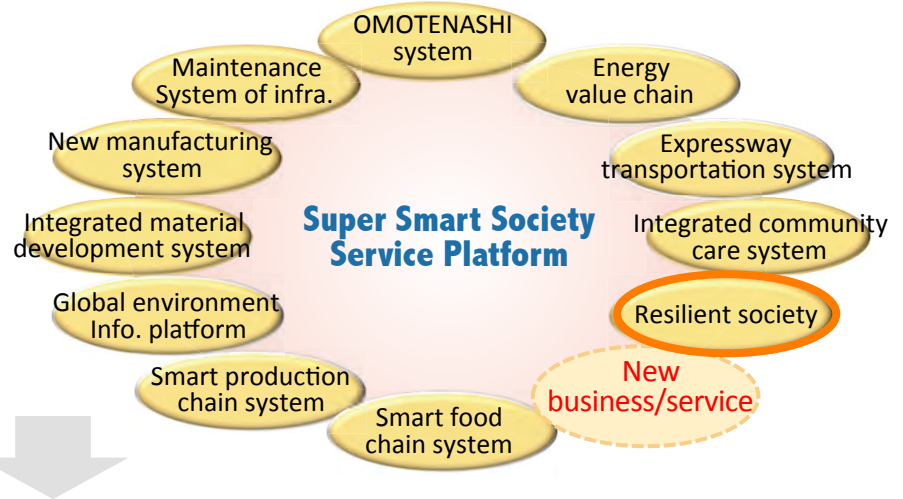 OMOTENASHI
system
Maintenance
System of infra.
Energy
value chain
New manufacturing
system
Expressway
transportation system
Integrated material
development system
Super Smart Society
Service Platform
Integrated community
care system
Global environment
Info. platform
Resilient society
Smart production
chain system
New
business/service
Smart food
chain system